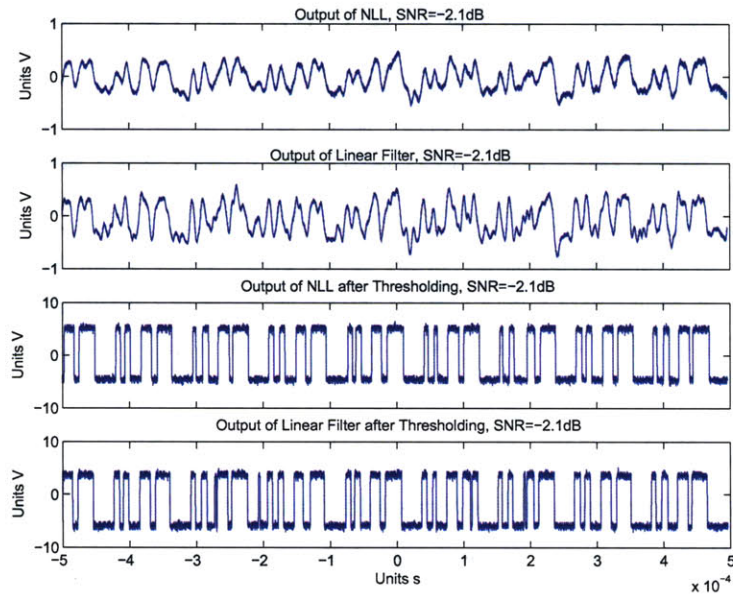 Output of NLL, SNR=−2.1dB
1
0
1
Units V
Output of Linear Filter, SNR=−2.1dB
1
0
−1
Units V
Output of NLL after Thresholding, SNR=−2.1dB
10
0
−10
Units V
Output of Linear Filter after Thresholding, SNR=−2.1dB
10
5
0
−5
−10
Units V
−5 −4 −3 −2 −1 0 1 2 3 4 5
Units s
x 10⁻⁴